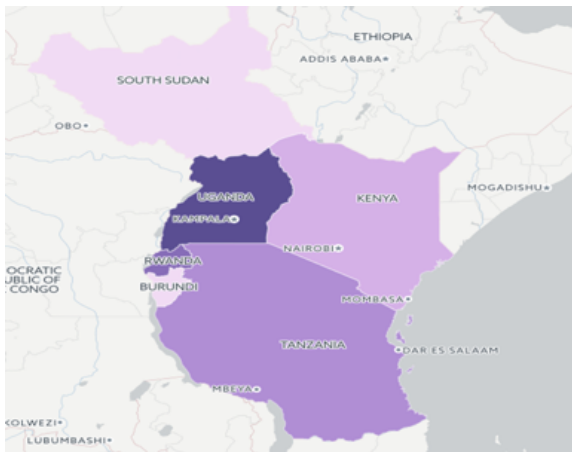 ETHIOPIA
ADDIS ABABA
SOUTH SUDAN
OBO
MOGADISHU
UGANDA
KENYA
KAMPALA
NAIROBI
RWANDA
OCRATIC
UBLIC OF
CONGO
BURUNDI
MOMBASA
TANZANIA
DAR ES SALAAM
MBEYA
KOLWEZI
LUBUMBASHI